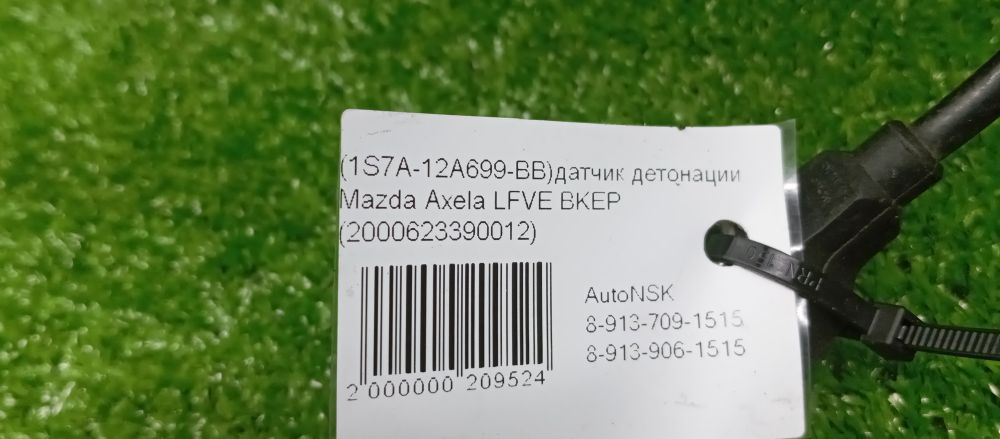 (1S7A-12A699-BB)датчик детонации
Mazda Axela LFVE BKEP
(2000623390012)
AutoNSK
8-913-709-1515
8-913-906-1515
2 000000 209524